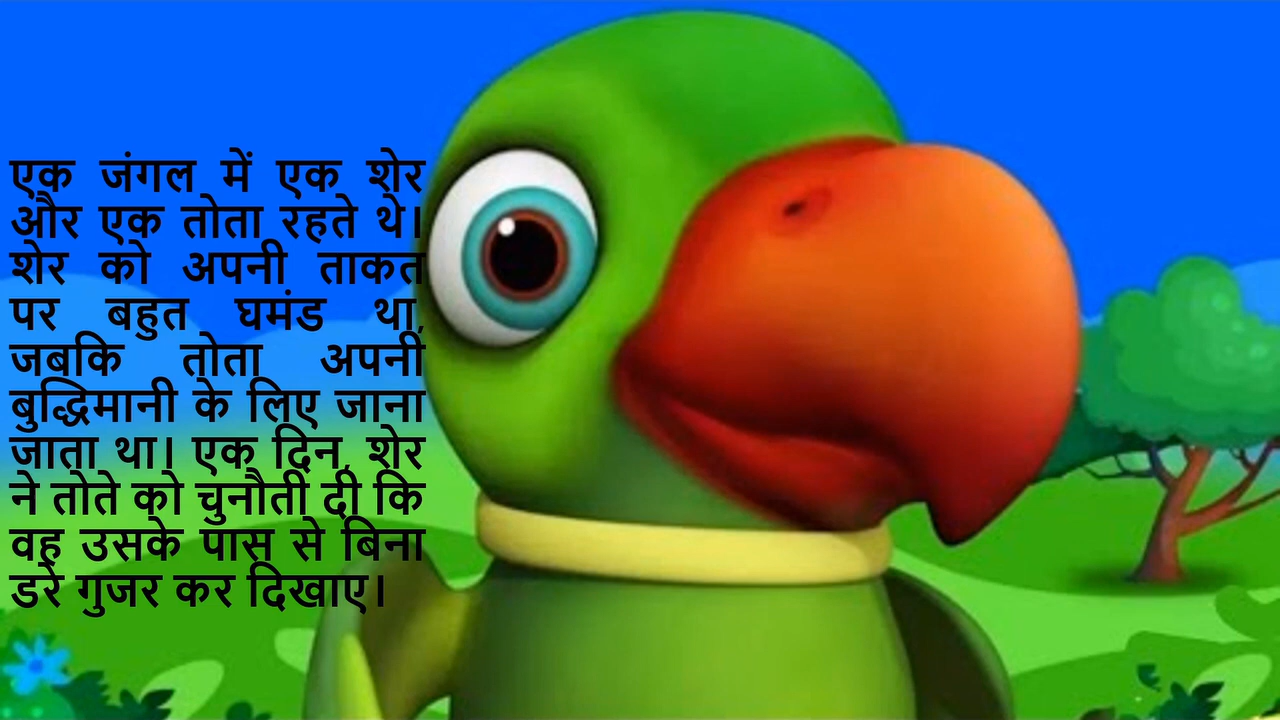 एक जंगल में एक शेर
और एक तोता रहते थे।
शेर को अपनी ताकत
पर बहुत घमंड था,
जबकि तोता अपनी
बुद्धिमानी के लिए जाना
जाता था। एक दिन, शेर
ने तोते को चुनौती दी कि
वह उसके पास से बिना
डरे गुजर कर दिखाए।